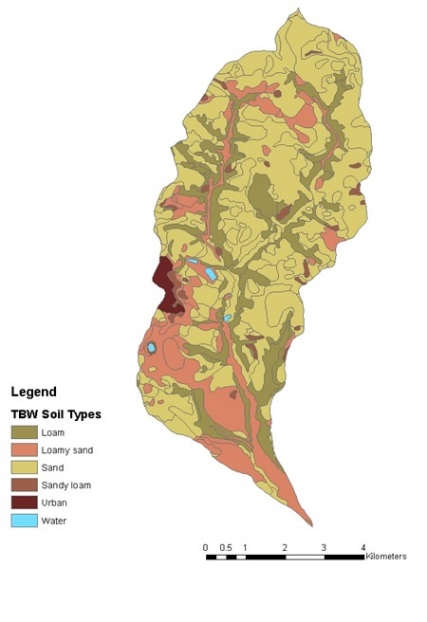 Legend
TBW Soil Types
Loam
Loamy sand
Sand
Sandy loam
Urban
Water
0 0.5 1 2 3 4
Kilometers